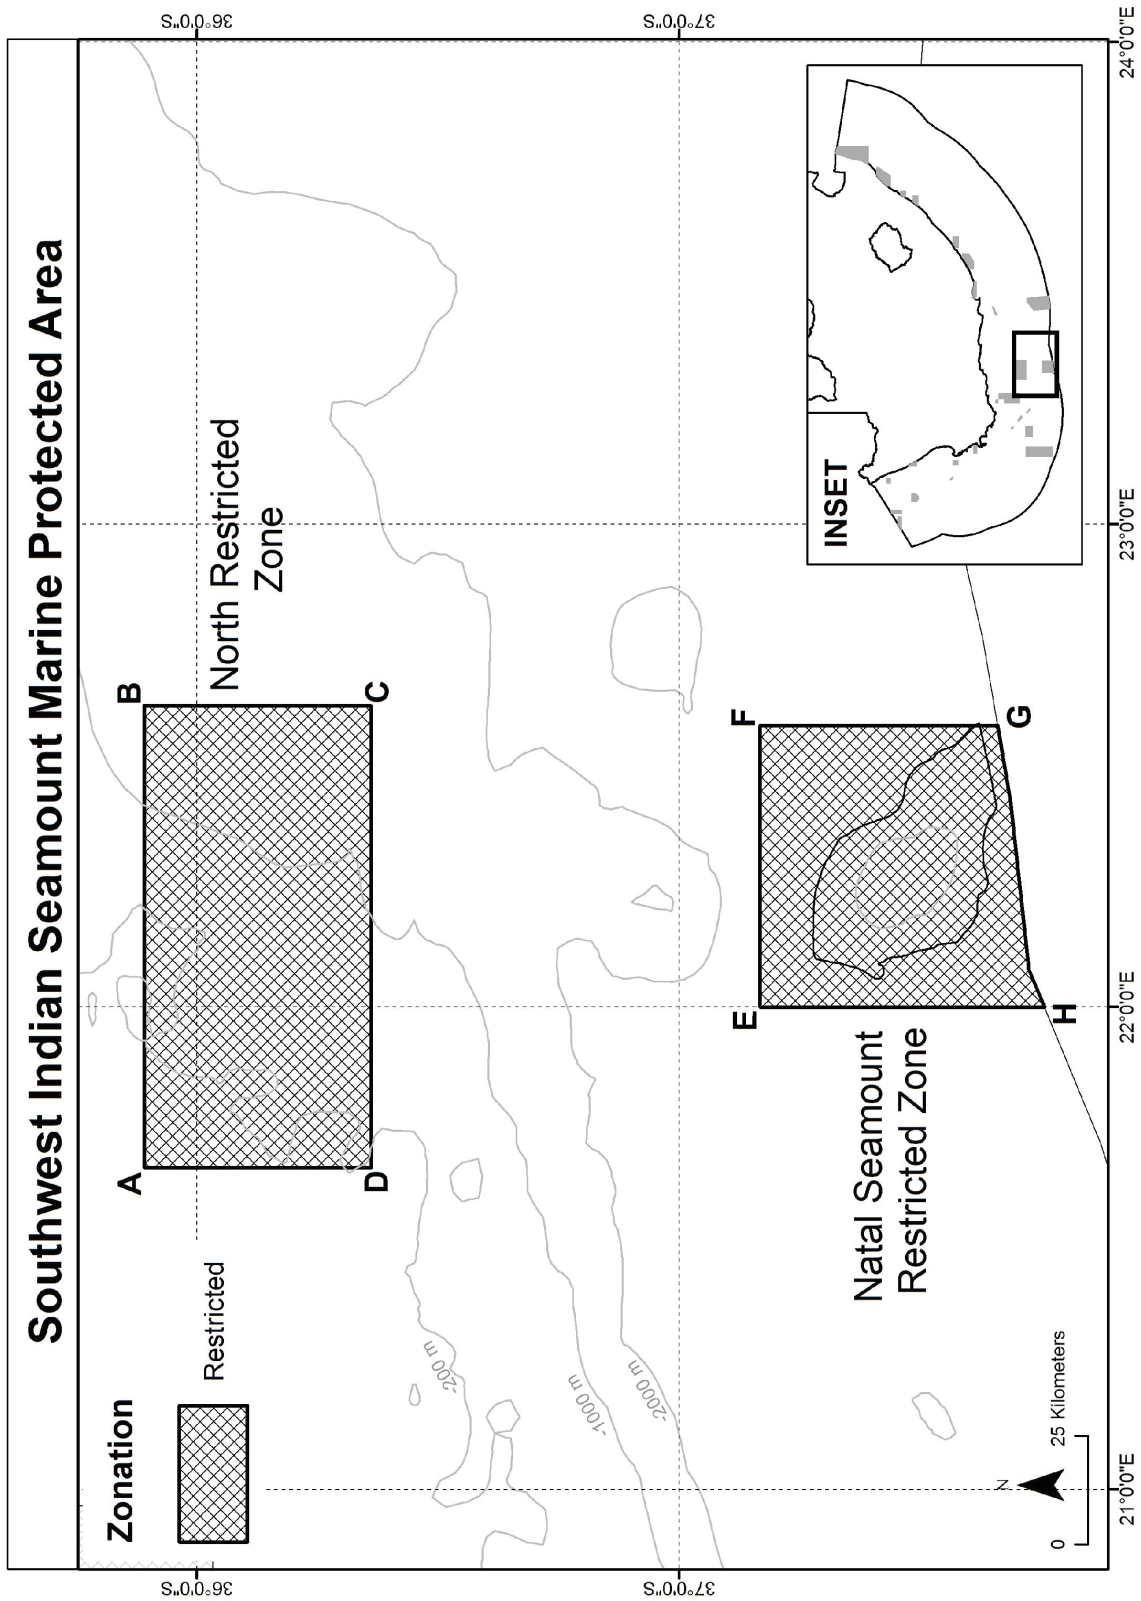 Southwest Indian Seamount Marine Protected Area
36°0'0"S
37°0'0"S
Zonation
Restricted
A
B
C
D
North Restricted
Zone
-200 m
-1000 m
-2000 m
E
F
G
H
Natal Seamount
Restricted Zone
INSET
N
0
25 Kilometers
36°0'0"S
37°0'0"S
21°0'0"E
22°0'0"E
23°0'0"E
24°0'0"E